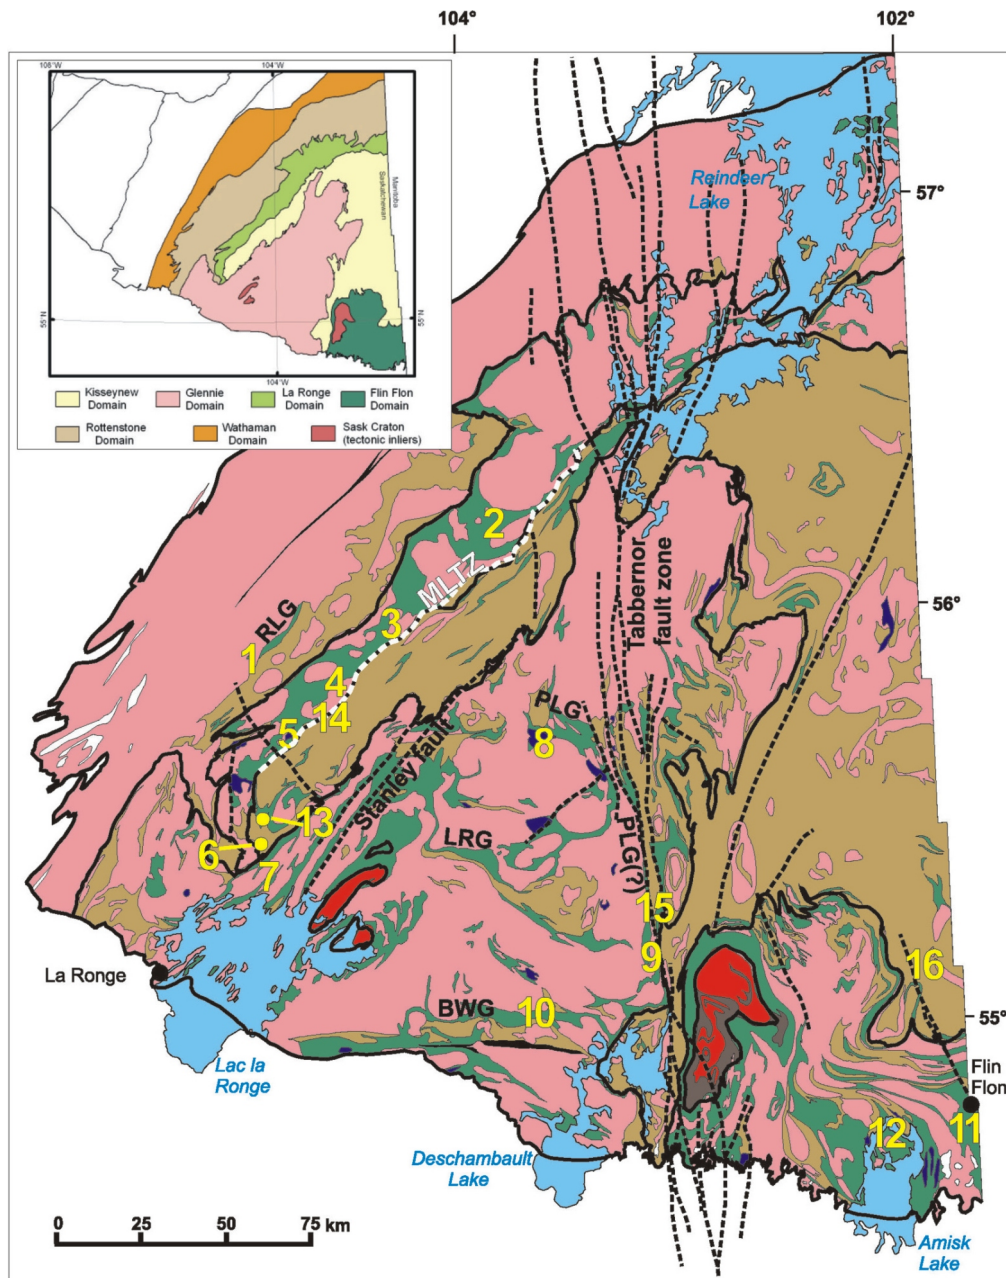 104°
102°
106°W
104°W
Manitoba
Saskatchewan
55°N
55°N
104°W
Kisseynew
Domain
Glennie
Domain
La Ronge
Domain
Flin Flon
Domain
Rottenstone
Domain
Wathaman
Domain
Sask Craton
(tectonic inliers)
Reindeer
Lake
57°
2
MLTZ
Tabbernor
fault zone
56°
3
RLG
1
4
14
5
PLG
8
Stanley fault
13
LRG
PLG(?)
6
7
15
9
16
La Ronge
BWG
10
55°
Lac la
Ronge
Flin
Flon
12
11
Deschambault
Lake
0 25 50 75 km
Amisk
Lake